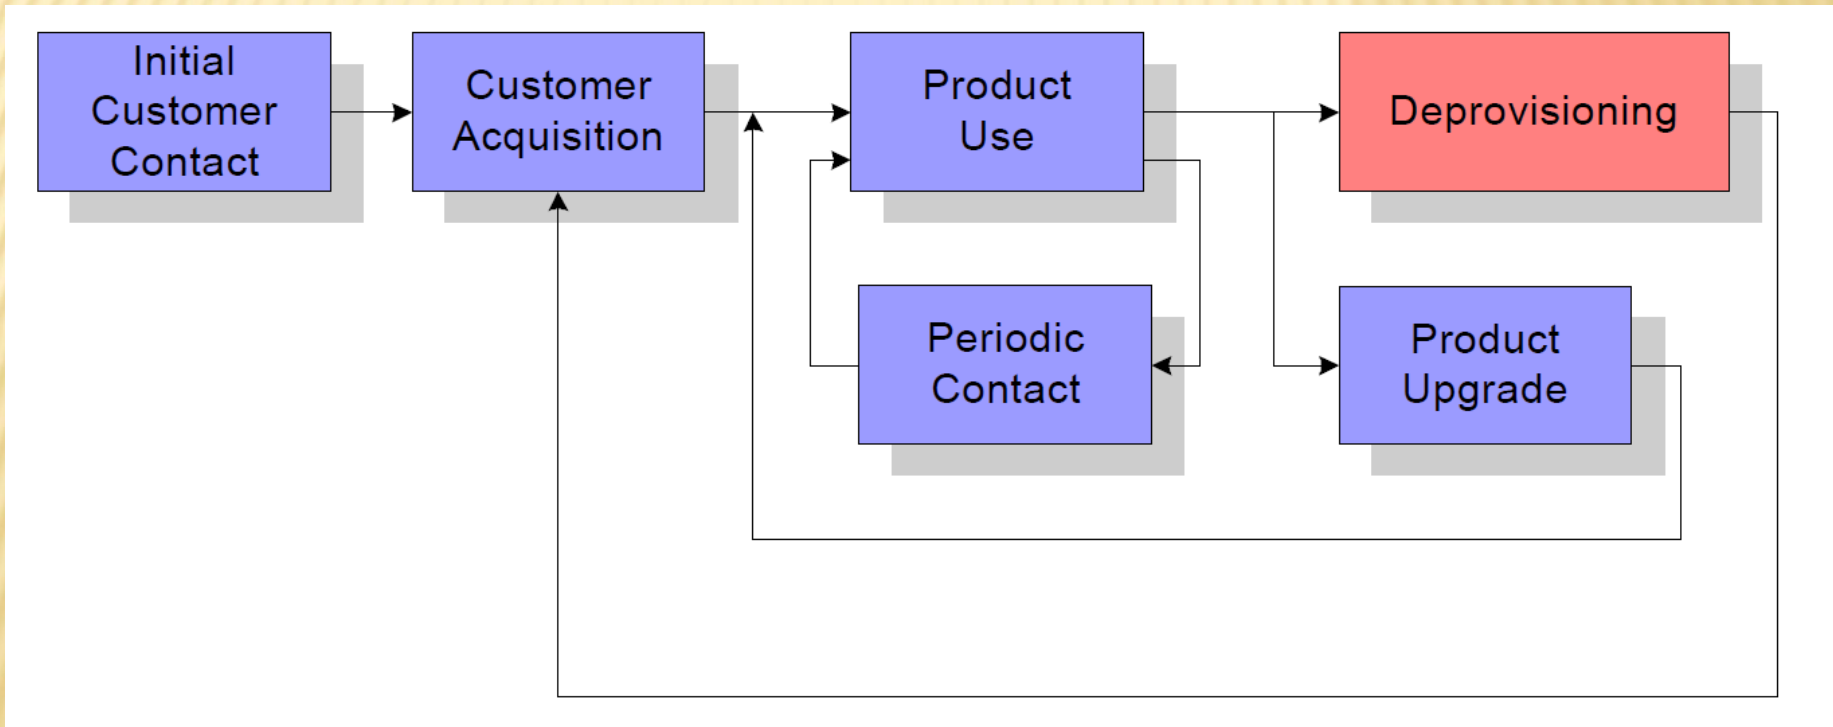 Initial
Customer
Contact
Customer
Acquisition
Product
Use
Deprovisioning
Periodic
Contact
Product
Upgrade